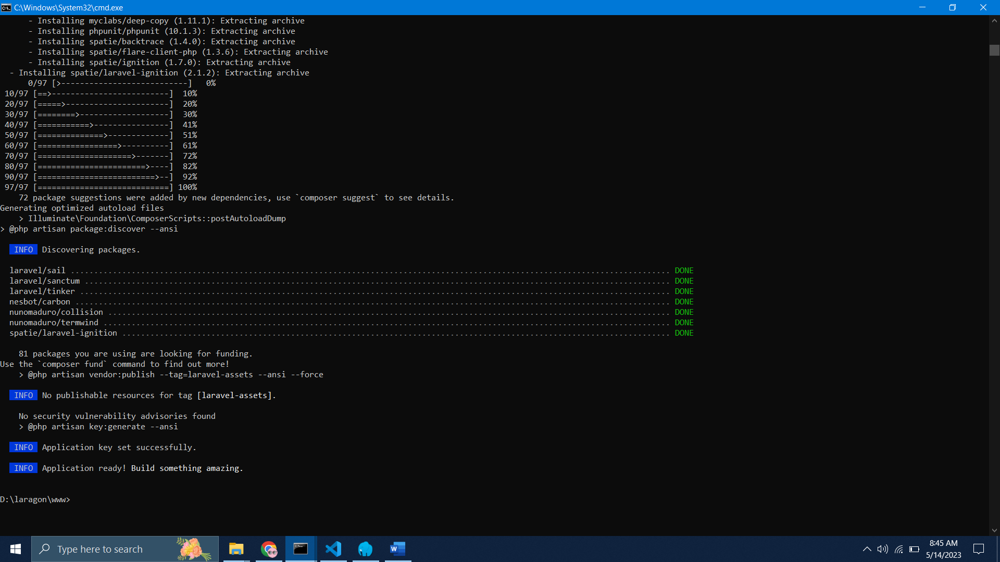 C:\Windows\System32\cmd.exe
- Installing myclabs/deep-copy (1.11.1): Extracting archive
- Installing phpunit/phpunit (10.1.3): Extracting archive
- Installing spatie/backtrace (1.4.0): Extracting archive
- Installing spatie/flare-client-php (1.3.6): Extracting archive
- Installing spatie/ignition (1.7.0): Extracting archive
- Installing spatie/laravel-ignition (2.1.2): Extracting archive
0/97 [>---------------------------]   0%
10/97 [==>-------------------------]  10%
20/97 [=====>----------------------]  20%
30/97 [========>-------------------]  30%
40/97 [===========>----------------]  41%
50/97 [==============>-------------]  51%
60/97 [=================>----------]  61%
70/97 [====================>-------]  72%
80/97 [=======================>----]  82%
90/97 [=========================>--]  92%
97/97 [============================] 100%
72 package suggestions were added by new dependencies, use `composer suggest` to see details.
Generating optimized autoload files
> Illuminate\Foundation\ComposerScripts::postAutoloadDump
> @php artisan package:discover --ansi
INFO  Discovering packages.
laravel/sail ................................................................................................................................ DONE
laravel/sanctum ............................................................................................................................. DONE
laravel/tinker .............................................................................................................................. DONE
nesbot/carbon ............................................................................................................................... DONE
nunomaduro/collision ........................................................................................................................ DONE
nunomaduro/termwind ......................................................................................................................... DONE
spatie/laravel-ignition ..................................................................................................................... DONE
81 packages you are using are looking for funding.
Use the `composer fund` command to find out more!
> @php artisan vendor:publish --tag=laravel-assets --ansi --force
INFO  No publishable resources for tag [laravel-assets].
No security vulnerability advisories found
> @php artisan key:generate --ansi
INFO  Application key set successfully.
INFO  Application ready! Build something amazing.
D:\laragon\www>
Type here to search
8:45 AM
5/14/2023